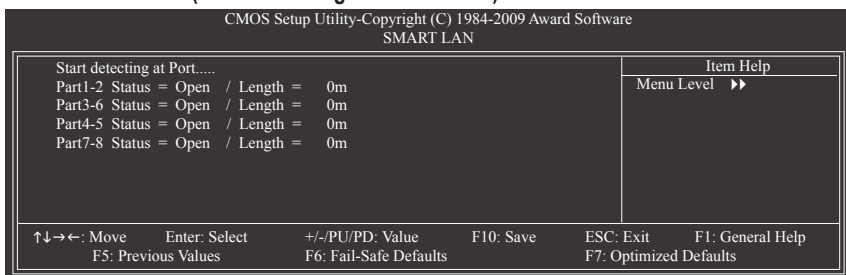 CMOS Setup Utility-Copyright (C) 1984-2009 Award Software
SMART LAN
Start detecting at Port.....
Part1-2 Status = Open / Length = 0m
Part3-6 Status = Open / Length = 0m
Part4-5 Status = Open / Length = 0m
Part7-8 Status = Open / Length = 0m
Item Help
Menu Level ▶▶
↑↓→←: Move Enter: Select +/-/PU/PD: Value F10: Save ESC: Exit F1: General Help
F5: Previous Values F6: Fail-Safe Defaults F7: Optimized Defaults